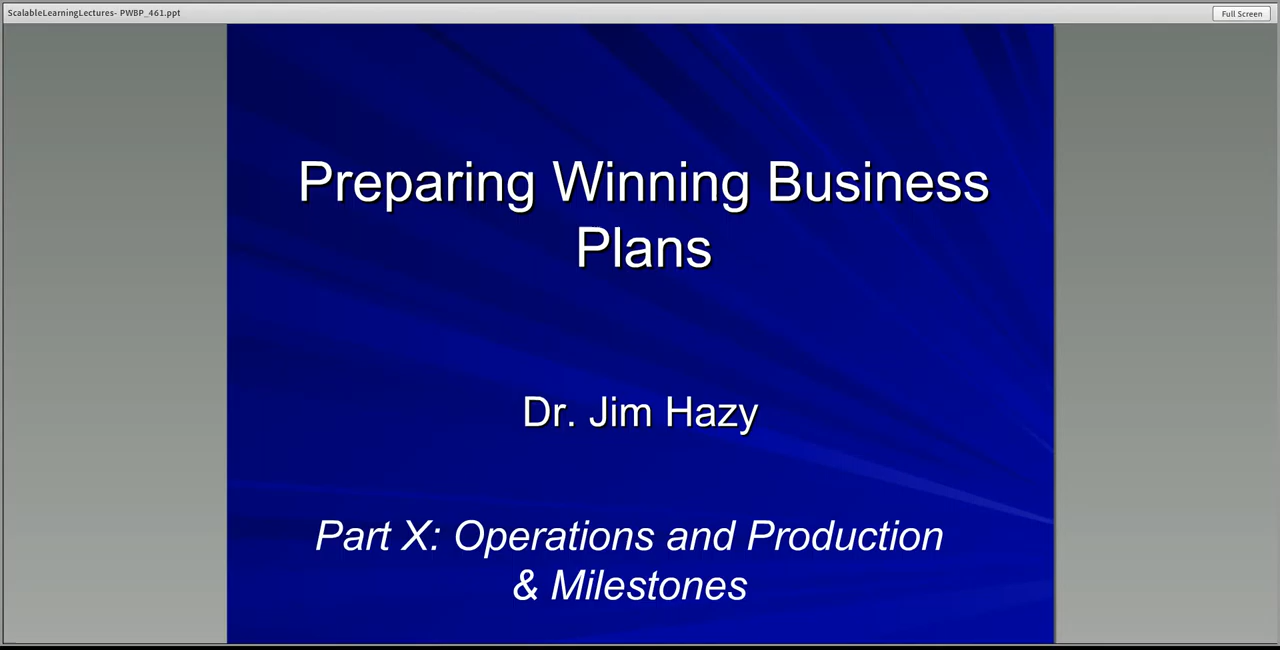 ScalableLearningLectures- PWBP_461.ppt
Full Screen
Preparing Winning Business
Plans
Dr. Jim Hazy
Part X: Operations and Production
& Milestones